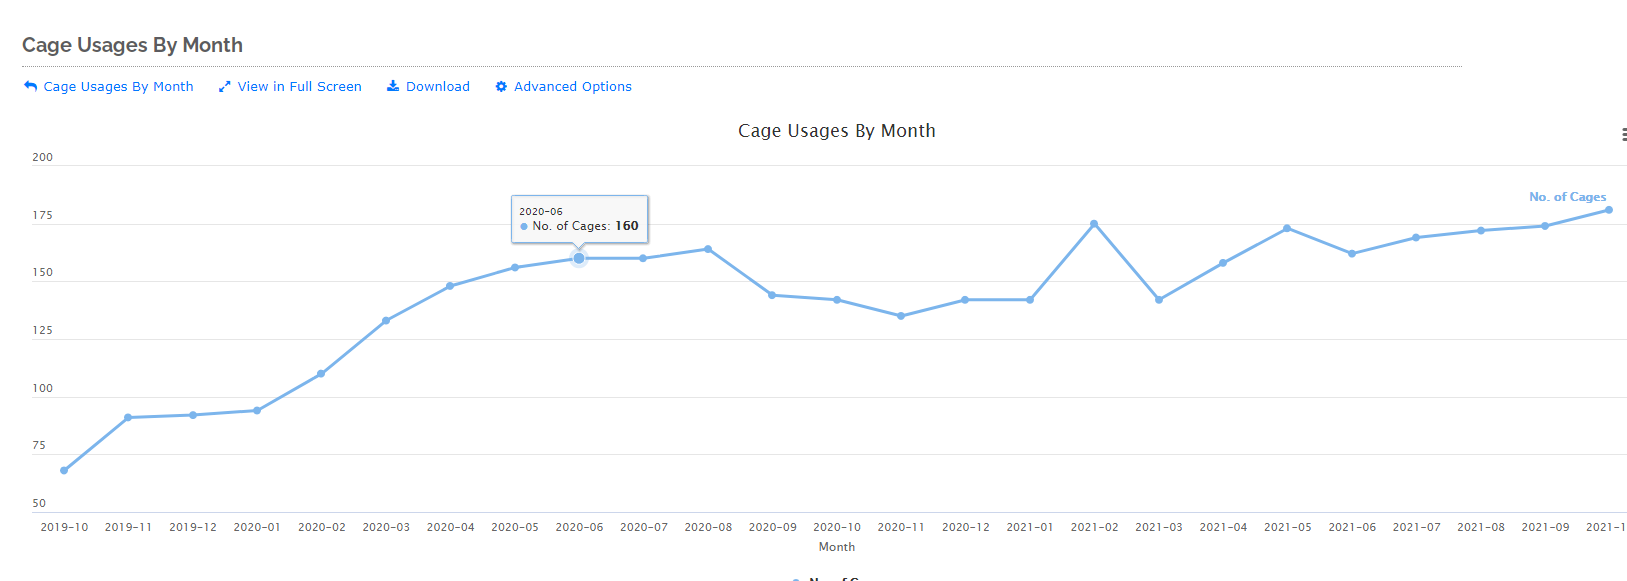 Cage Usages By Month
Cage Usages By Month View in Full Screen Download Advanced Options
Cage Usages By Month
200
175
150
125
100
75
50
No. of Cages
2020-06
No. of Cages: 160
2019-10 2019-11 2019-12 2020-01 2020-02 2020-03 2020-04 2020-05 2020-06 2020-07 2020-08 2020-09 2020-10 2020-11 2020-12 2021-01 2021-02 2021-03 2021-04 2021-05 2021-06 2021-07 2021-08 2021-09 2021-1
Month